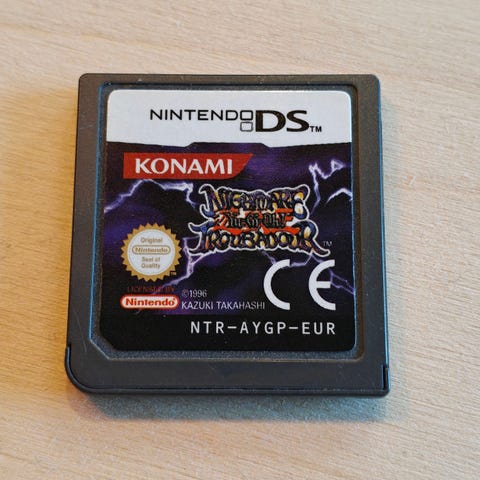 NINTENDO DS™
KONAMI
NIGHTMARE
Yu-Gi-Oh!
TROUBADOUR™
Original
Nintendo
Seal of
Quality
LICENSED BY
Nintendo
©1996
KAZUKI TAKAHASHI
CE
NTR-AYGP-EUR